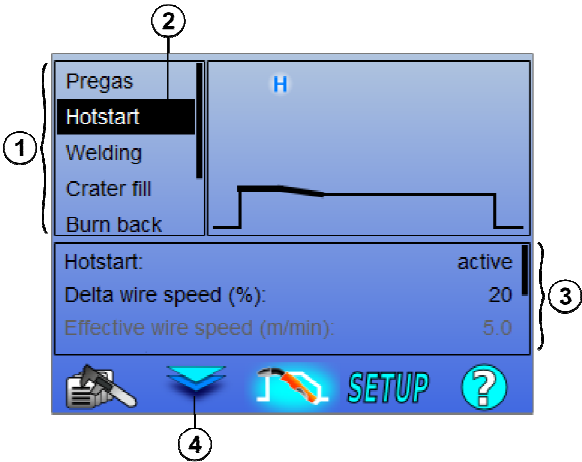 2
1
Pregas
Hotstart
Welding
Crater fill
Burn back
H
Hotstart: active
Delta wire speed (%): 20
Effective wire speed (m/min): 5.0
3
SETUP
?
4